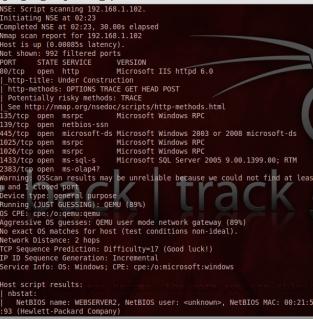 NSE: Script scanning 192.168.1.102.
Initiating NSE at 02:23
Completed NSE at 02:23, 30.00s elapsed
Nmap scan report for 192.168.1.102
Host is up (0.00085s latency).
Not shown: 992 filtered ports
PORT STATE SERVICE VERSION
80/tcp open http Microsoft IIS httpd 6.0
| http-title: Under Construction
| http-methods: OPTIONS TRACE GET HEAD POST
| Potentially risky methods: TRACE
| See http://nmap.org/nsedoc/scripts/http-methods.html
135/tcp open msrpc Microsoft Windows RPC
139/tcp open netbios-ssn
445/tcp open microsoft-ds Microsoft Windows 2003 or 2008 microsoft-ds
1025/tcp open msrpc Microsoft Windows RPC
1026/tcp open msrpc Microsoft Windows RPC
1433/tcp open ms-sql-s Microsoft SQL Server 2005 9.00.1399.00; RTM
2383/tcp open ms-olap4?
Warning: OSScan results may be unreliable because we could not find at leas
en and 1 closed port
Device type: general purpose
Running (JUST GUESSING): QEMU (89%)
OS CPE: cpe:/o:qemu:qemu
Aggressive OS guesses: QEMU user mode network gateway (89%)
No exact OS matches for host (test conditions non-ideal).
Network Distance: 2 hops
TCP Sequence Prediction: Difficulty=17 (Good luck!)
IP ID Sequence Generation: Incremental
Service Info: OS: Windows; CPE: cpe:/o:microsoft:windows
Host script results:
| nbstat:
| NetBIOS name: WEBSERVER2, NetBIOS user: <unknown>, NetBIOS MAC: 00:21:5
:93 (Hewlett-Packard Company)
back | track